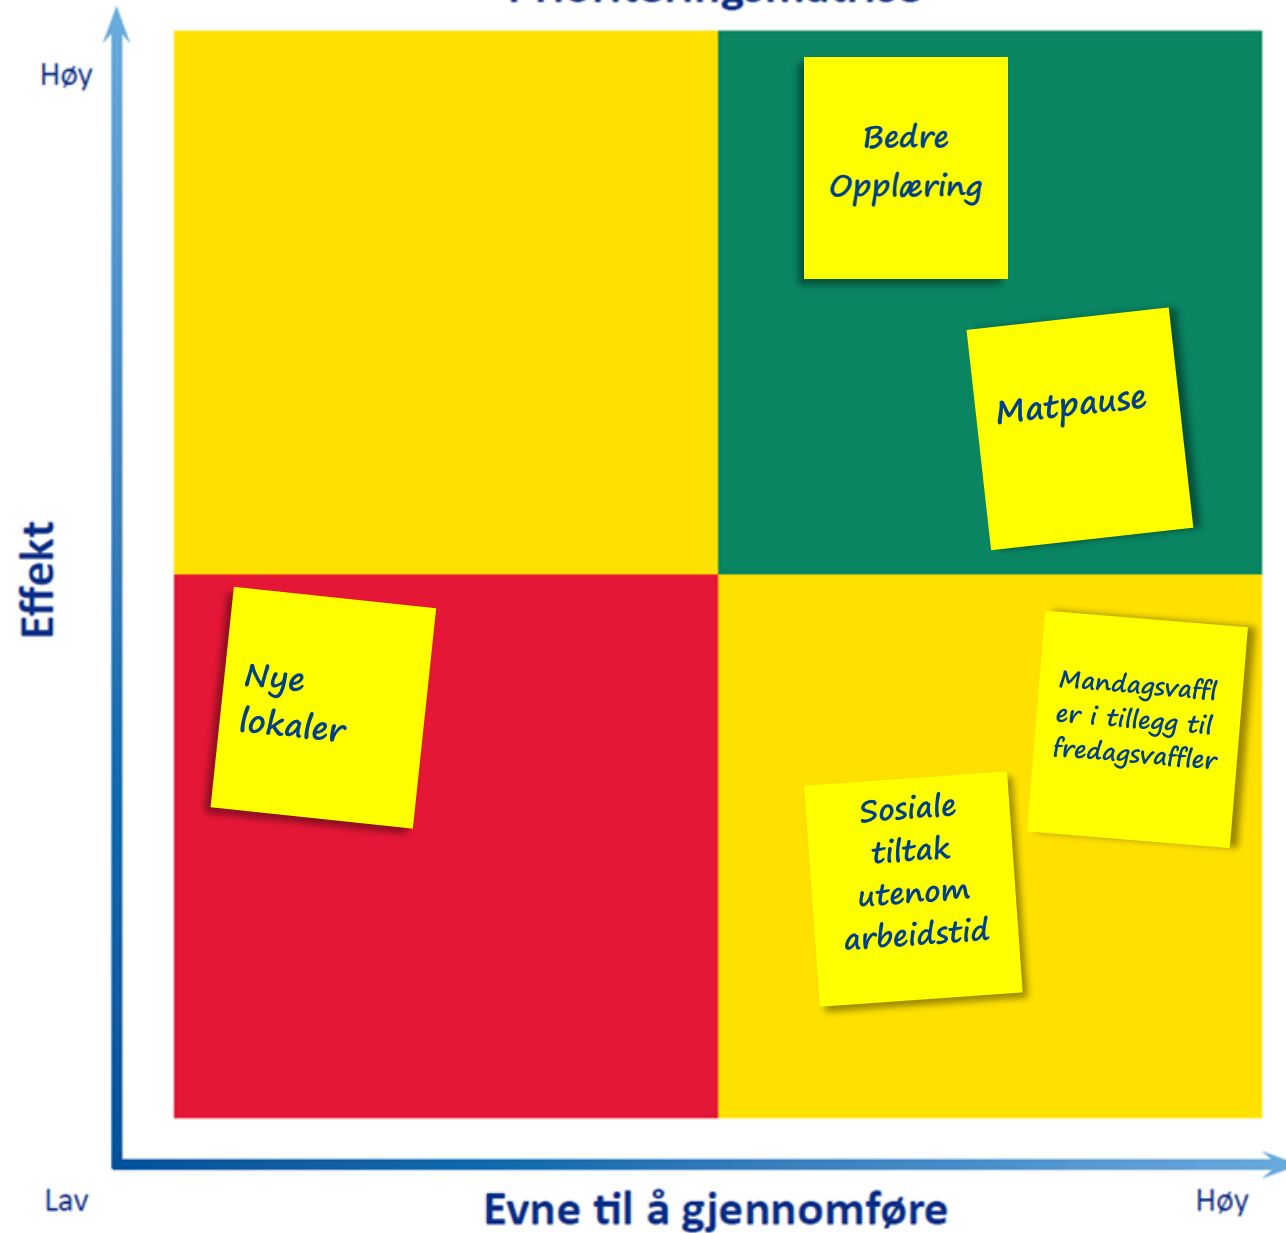 Prioriteringsmatrise
Høy
Bedre
Opplæring
Matpause
Effekt
Nye
lokaler
Mandagsvaffl
er i tillegg til
fredagsvaffler
Sosiale
tiltak
utenom
arbeidstid
Lav
Evne til å gjennomføre
Høy